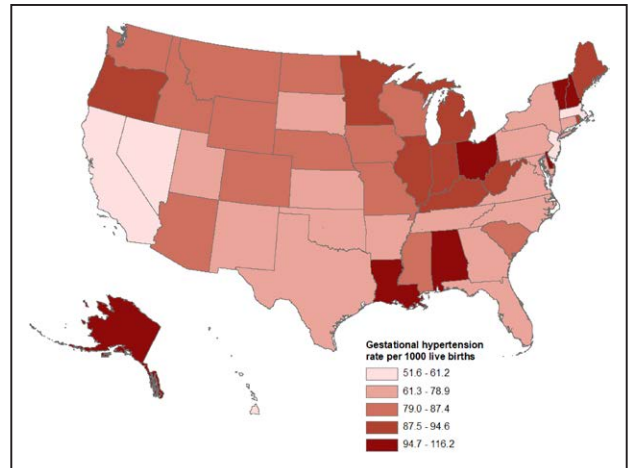 Gestational hypertension
rate per 1000 live births
51.6 - 61.2
61.3 - 78.9
79.0 - 87.4
87.5 - 94.6
94.7 - 116.2